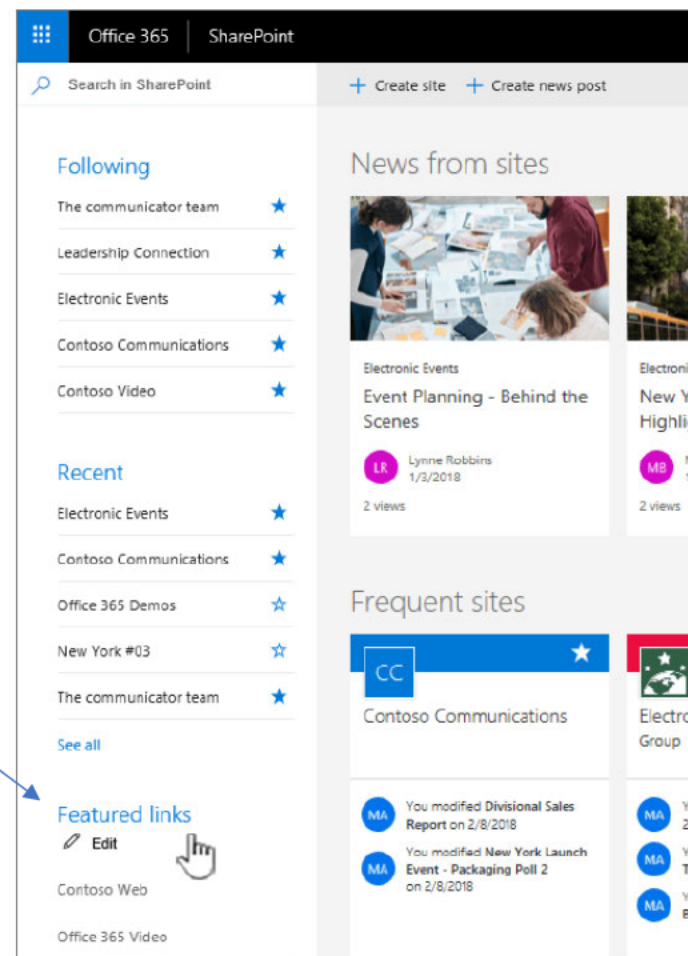 Office 365
SharePoint
Search in SharePoint
Create site
Create news post
Following
The communicator team
Leadership Connection
Electronic Events
Contoso Communications
Contoso Video
Recent
Electronic Events
Contoso Communications
Office 365 Demos
New York #03
The communicator team
See all
Featured links
Edit
Contoso Web
Office 365 Video
News from sites
Electronic Events
Event Planning - Behind the
Scenes
LR
Lynne Robbins
1/3/2018
2 views
New
MB
2 views
Frequent sites
CC
Contoso Communications
MA
You modified Divisional Sales
Report on 2/8/2018
MA
You modified New York Launch
Event - Packaging Poll 2
on 2/8/2018
Group
MA
MA
MA